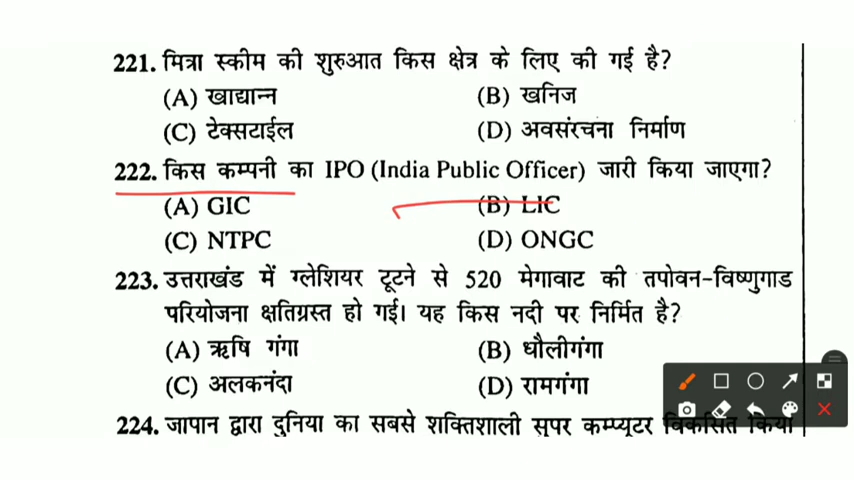 221. मित्रा स्कीम की शुरुआत किस क्षेत्र के लिए की गई है?
(A) खाद्यान्न (B) खनिज
(C) टेक्सटाईल (D) अवसंरचना निर्माण
222. किस कम्पनी का IPO (India Public Officer) जारी किया जाएगा?
(A) GIC (B) LIC
(C) NTPC (D) ONGC
223. उत्तराखंड में ग्लेशियर टूटने से 520 मेगावाट की तपोवन-विष्णुगाड
परियोजना क्षतिग्रस्त हो गई। यह किस नदी पर निर्मित है?
(A) ऋषि गंगा (B) धौलीगंगा
(C) अलकनंदा (D) रामगंगा
224. जापान द्वारा दुनिया का सबसे शक्तिशाली सुपर कम्प्यूटर विकसित किया